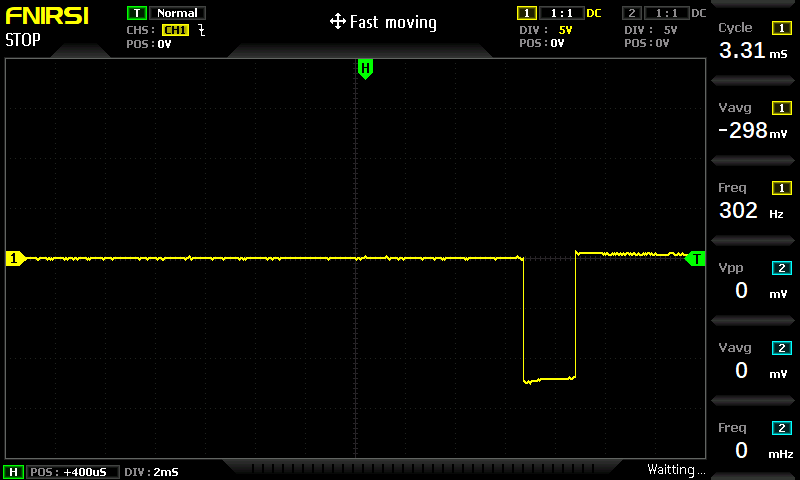 FNIRSI
STOP
T Normal
CHS: CH1
POS: 0V
Fast moving
1 1:1 DC
DIV: 5V
POS: 0V
2 1:1 DC
DIV: 5V
POS: 0V
H
1
T
Cycle 1
3.31 mS
Vavg 1
-298 mV
Freq 1
302 Hz
Vpp 2
0 mV
Vavg 2
0 mV
Freq 2
0 mHz
H POS: +400uS DIV: 2mS
Waitting...